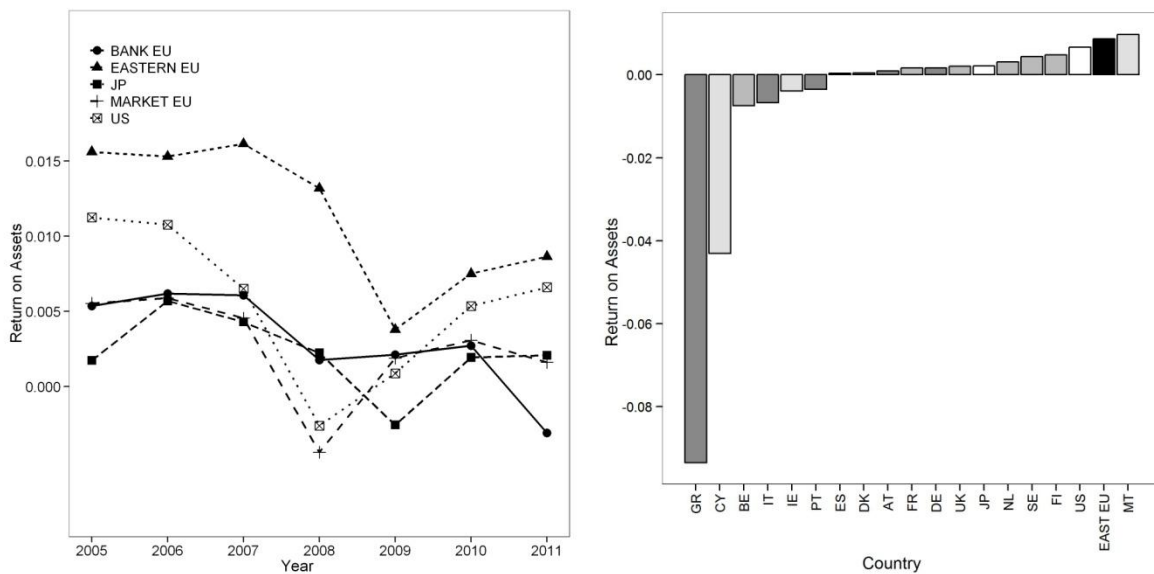 BANK EU
EASTERN EU
JP
MARKET EU
US
0.015
0.010
0.005
0.000
Return on Assets
2005 2006 2007 2008 2009 2010 2011
Year
0.00
-0.02
-0.04
-0.06
-0.08
Return on Assets
GR CY BE IT IE PT ES DK AT FR DE UK JP NL SE FI US EAST EU MT
Country